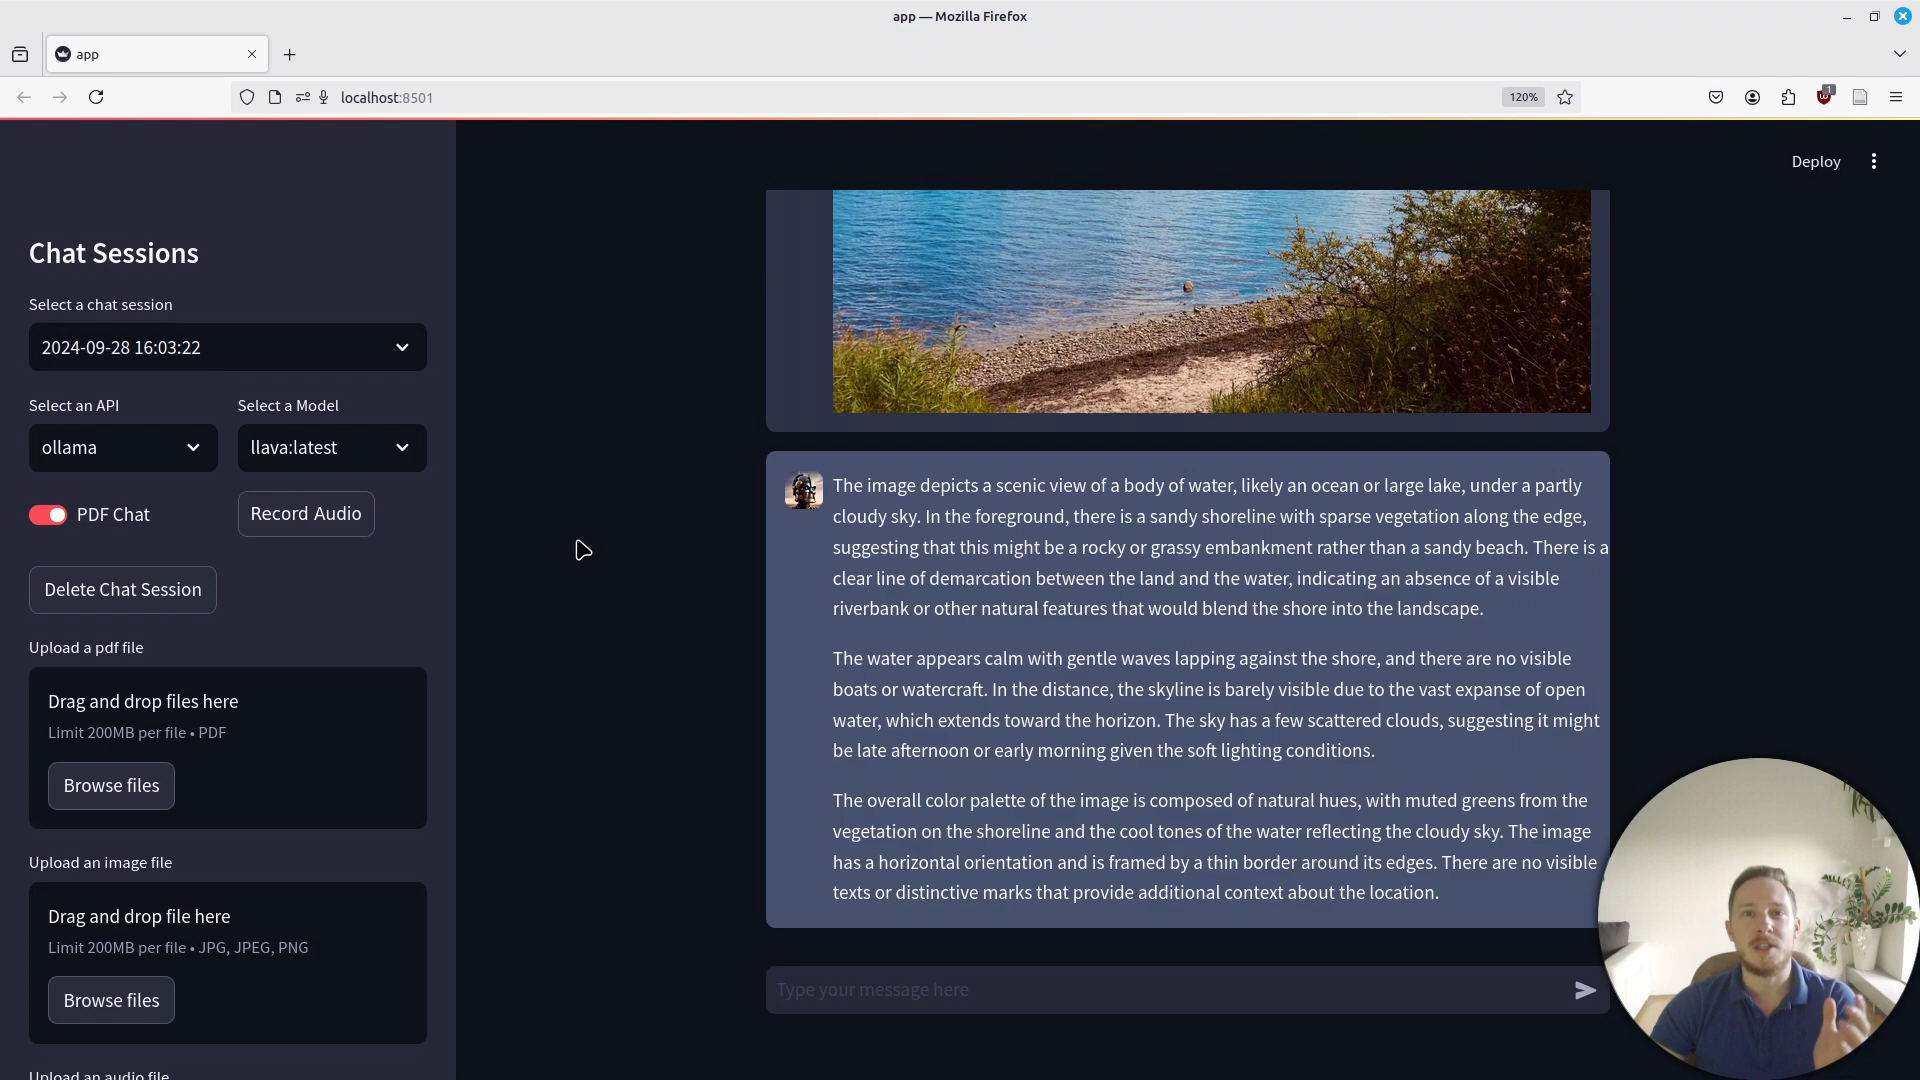 app — Mozilla Firefox
app
localhost:8501
120%
1
Deploy
Chat Sessions
Select a chat session
2024-09-28 16:03:22
Select an API
Select a Model
ollama
llava:latest
PDF Chat
Record Audio
Delete Chat Session
Upload a pdf file
Drag and drop files here
Limit 200MB per file • PDF
Browse files
Upload an image file
Drag and drop file here
Limit 200MB per file • JPG, JPEG, PNG
Browse files
Upload an audio file
The image depicts a scenic view of a body of water, likely an ocean or large lake, under a partly
cloudy sky. In the foreground, there is a sandy shoreline with sparse vegetation along the edge,
suggesting that this might be a rocky or grassy embankment rather than a sandy beach. There is a
clear line of demarcation between the land and the water, indicating an absence of a visible
riverbank or other natural features that would blend the shore into the landscape.
The water appears calm with gentle waves lapping against the shore, and there are no visible
boats or watercraft. In the distance, the skyline is barely visible due to the vast expanse of open
water, which extends toward the horizon. The sky has a few scattered clouds, suggesting it might
be late afternoon or early morning given the soft lighting conditions.
The overall color palette of the image is composed of natural hues, with muted greens from the
vegetation on the shoreline and the cool tones of the water reflecting the cloudy sky. The image
has a horizontal orientation and is framed by a thin border around its edges. There are no visible
texts or distinctive marks that provide additional context about the location.
Type your message here